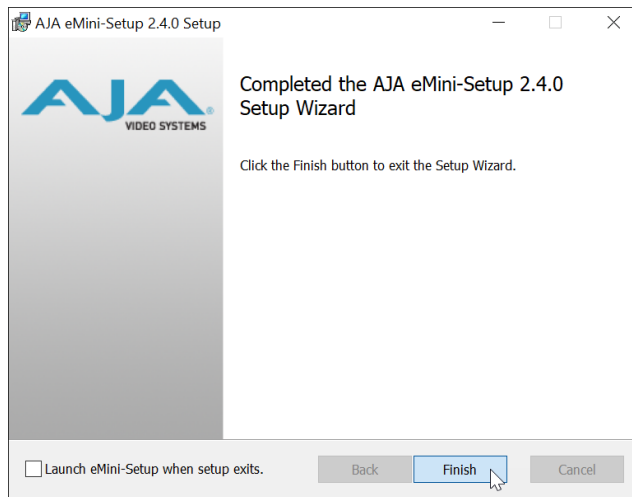 AJA eMini-Setup 2.4.0 Setup
AJA
VIDEO SYSTEMS
Completed the AJA eMini-Setup 2.4.0
Setup Wizard
Click the Finish button to exit the Setup Wizard.
Launch eMini-Setup when setup exits.
Back
Finish
Cancel